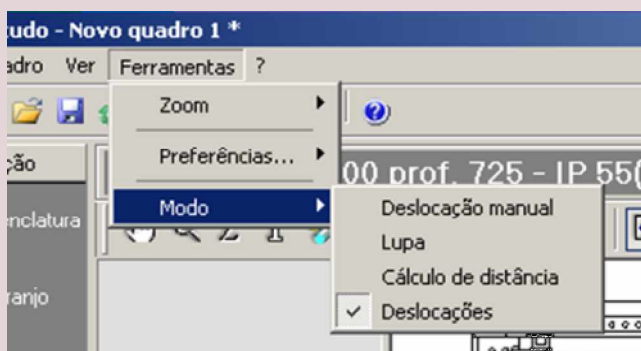 tudo - Novo quadro 1 *
adro Ver Ferramentas ?
Zoom
ção
Preferências...
00 prof. 725 - IP 55(
Modo
Deslocação manual
enclatura
Lupa
Cálculo de distância
ranjo
Deslocações